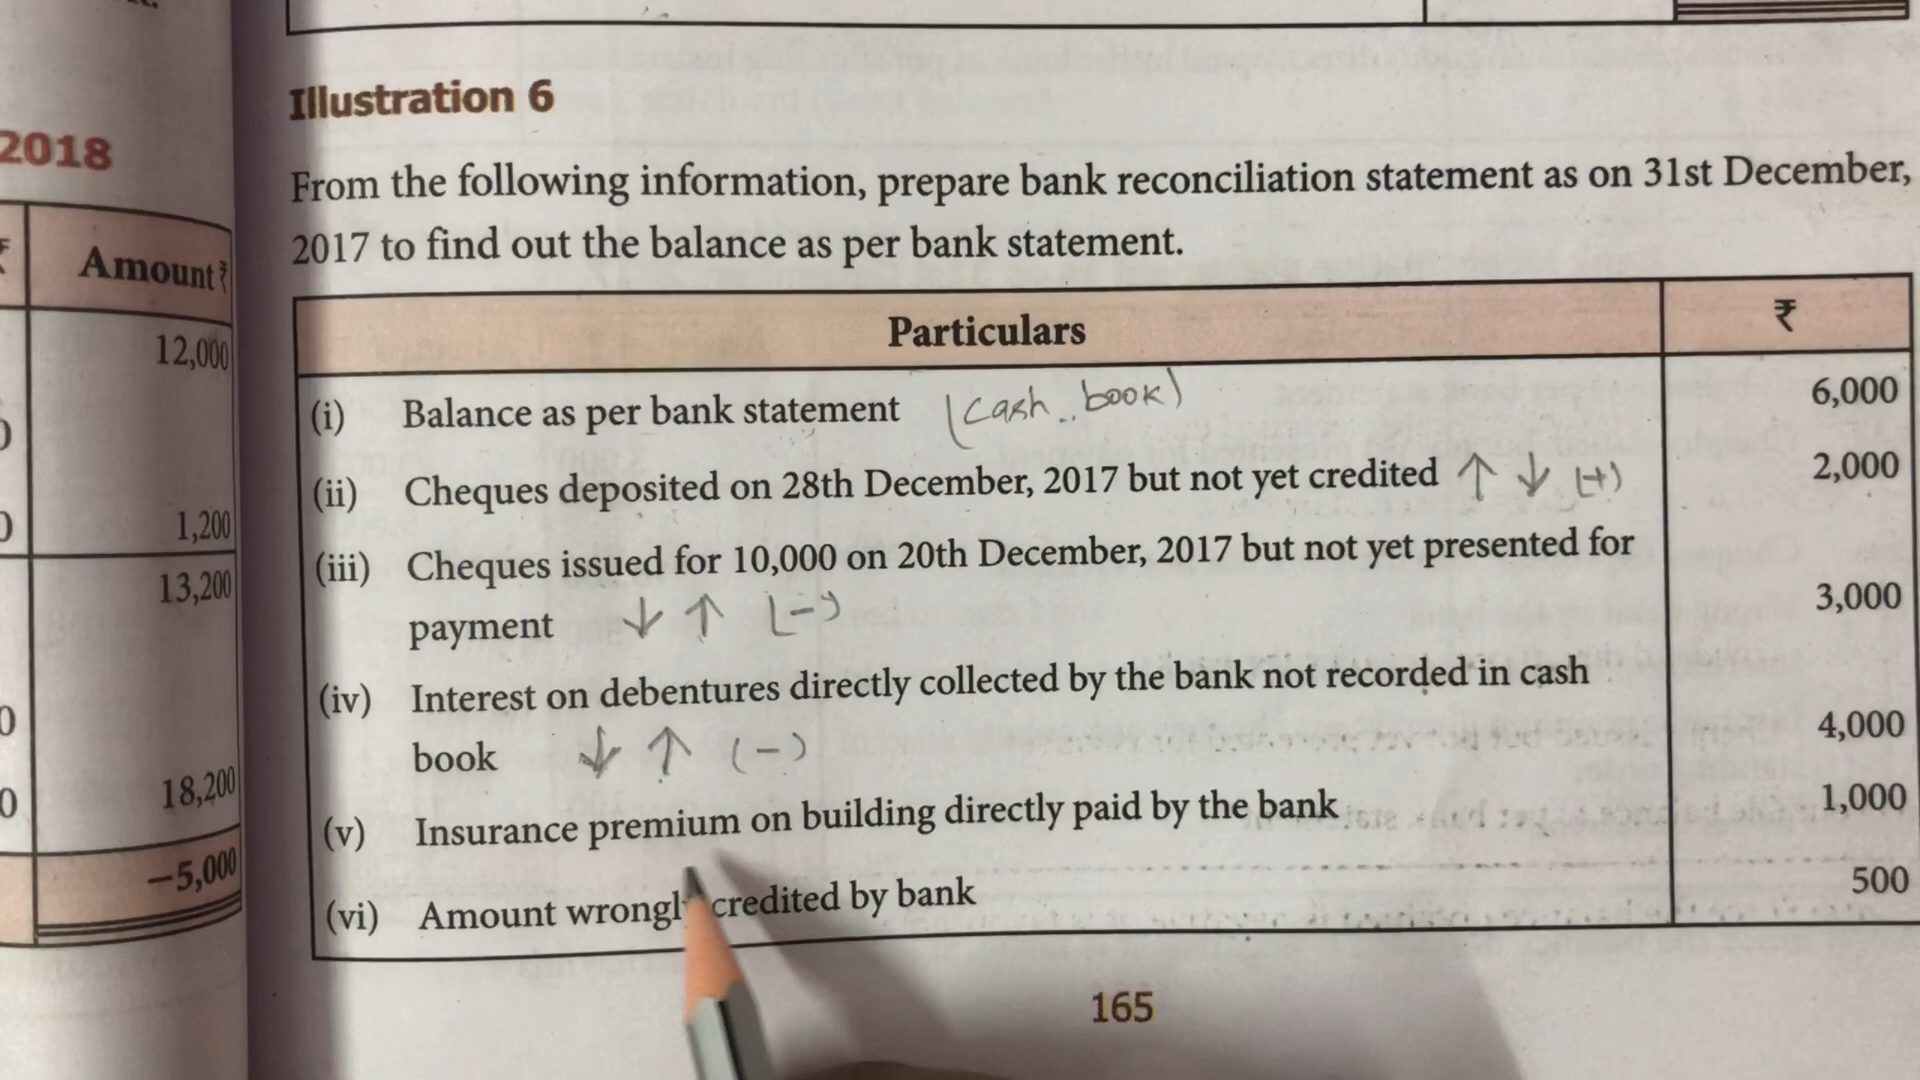 2018
Amount ₹
12,000
1,200
13,200
18,200
−5,000
Illustration 6
From the following information, prepare bank reconciliation statement as on 31st December,
2017 to find out the balance as per bank statement.
Particulars ₹
(i) Balance as per bank statement (cash book) 6,000
(ii) Cheques deposited on 28th December, 2017 but not yet credited ↑ ↓ (+) 2,000
(iii) Cheques issued for 10,000 on 20th December, 2017 but not yet presented for
payment ↓ ↑ (−) 3,000
(iv) Interest on debentures directly collected by the bank not recorded in cash
book ↓ ↑ (−) 4,000
(v) Insurance premium on building directly paid by the bank 1,000
(vi) Amount wrongl credited by bank 500
165